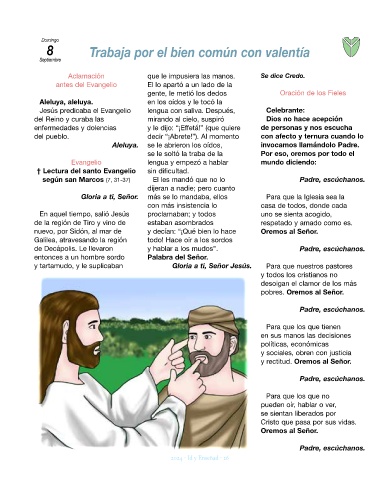 Domingo
8
Septiembre
Trabaja por el bien común con valentía
Aclamación
antes del Evangelio
Aleluya, aleluya.
Jesús predicaba el Evangelio
del Reino y curaba las
enfermedades y dolencias
del pueblo.
Aleluya.
Evangelio
† Lectura del santo Evangelio
según san Marcos (7, 31-37)
Gloria a ti, Señor.
En aquel tiempo, salió Jesús
de la región de Tiro y vino de
nuevo, por Sidón, al mar de
Galilea, atravesando la región
de Decápolis. Le llevaron
entonces a un hombre sordo
y tartamudo, y le suplicaban
que le impusiera las manos.
Él lo apartó a un lado de la
gente, le metió los dedos
en los oídos y le tocó la
lengua con saliva. Después,
mirando al cielo, suspiró
y le dijo: “¡Effetá!” (que quiere
decir “¡Ábrete!”). Al momento
se le abrieron los oídos,
se le soltó la traba de la
lengua y empezó a hablar
sin dificultad.
Él les mandó que no lo
dijeran a nadie; pero cuanto
más se lo mandaba, ellos
con más insistencia lo
proclamaban; y todos
estaban asombrados
y decían: “¡Qué bien lo hace
todo! Hace oír a los sordos
y hablar a los mudos”.
Palabra del Señor.
Gloria a ti, Señor Jesús.
Se dice Credo.
Oración de los Fieles
Celebrante:
Dios no hace acepción
de personas y nos escucha
con afecto y ternura cuando lo
invocamos llamándolo Padre.
Por eso, oremos por todo el
mundo diciendo:
Padre, escúchanos.
Para que la Iglesia sea la
casa de todos, donde cada
uno se sienta acogido,
respetado y amado como es.
Oremos al Señor.
Padre, escúchanos.
Para que nuestros pastores
y todos los cristianos no
desoigan el clamor de los más
pobres. Oremos al Señor.
Padre, escúchanos.
Para que los que tienen
en sus manos las decisiones
políticas, económicas
y sociales, obren con justicia
y rectitud. Oremos al Señor.
Padre, escúchanos.
Para que los que no
pueden oír, hablar o ver,
se sientan liberados por
Cristo que pasa por sus vidas.
Oremos al Señor.
Padre, escúchanos.